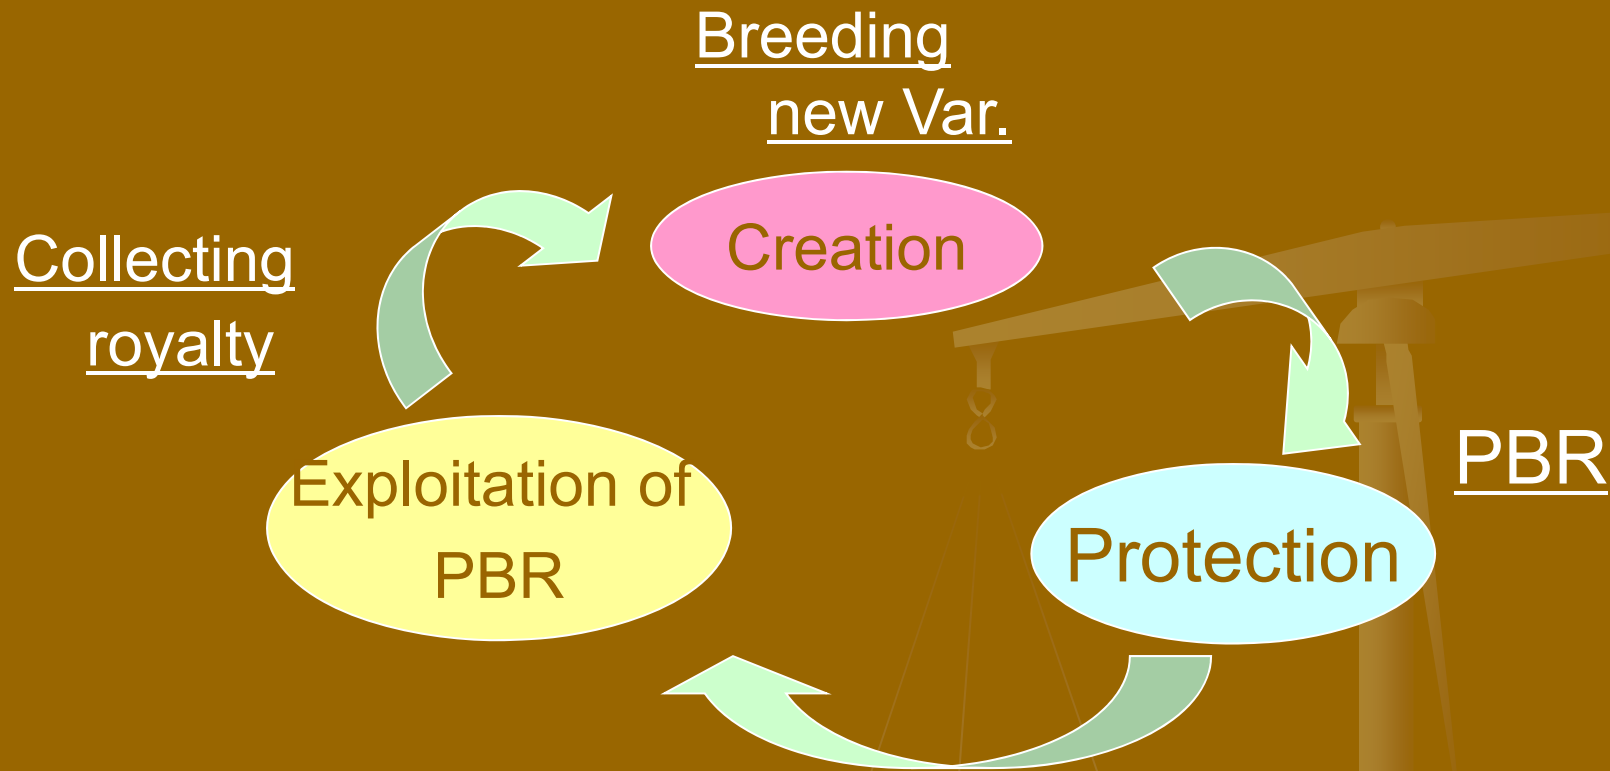 Breeding
new Var.
Creation
Collecting
royalty
PBR
Exploitation of
PBR
Protection